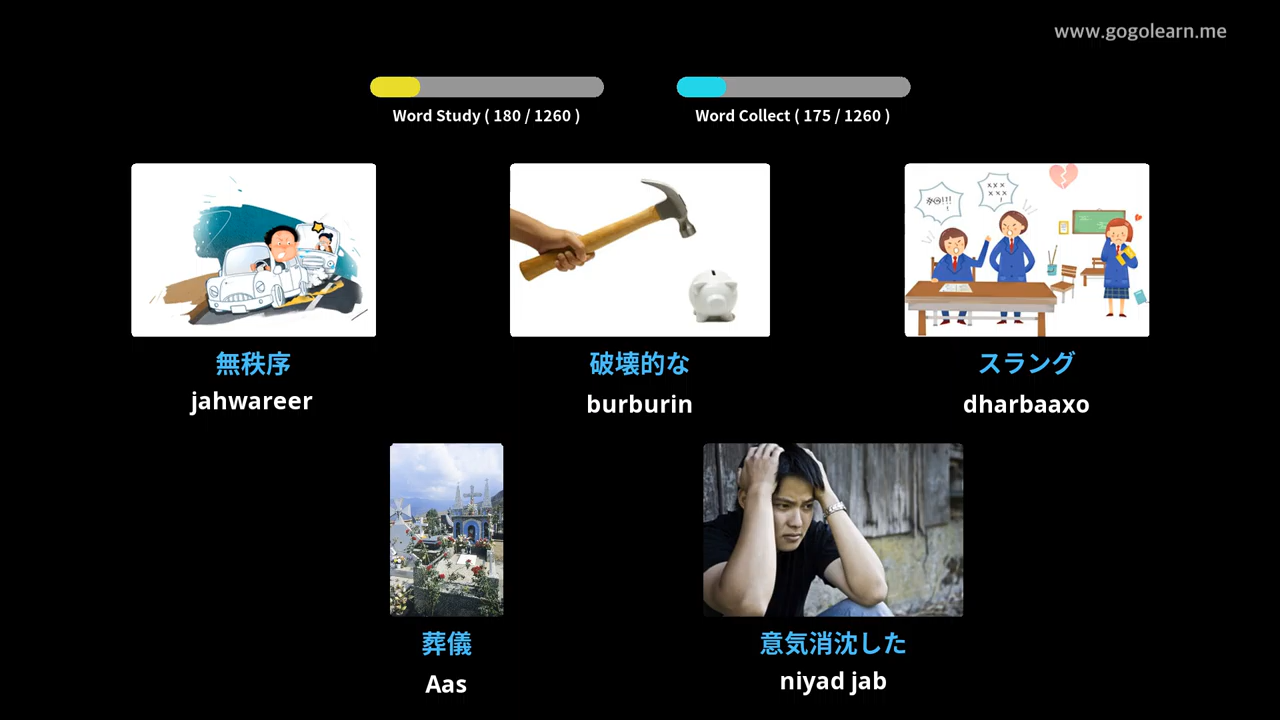 www.gogolearn.me
Word Study ( 180 / 1260 )
Word Collect ( 175 / 1260 )
無秩序
jahwareer
破壊的な
burburin
スラング
dharbaaxo
葬儀
Aas
意気消沈した
niyad jab